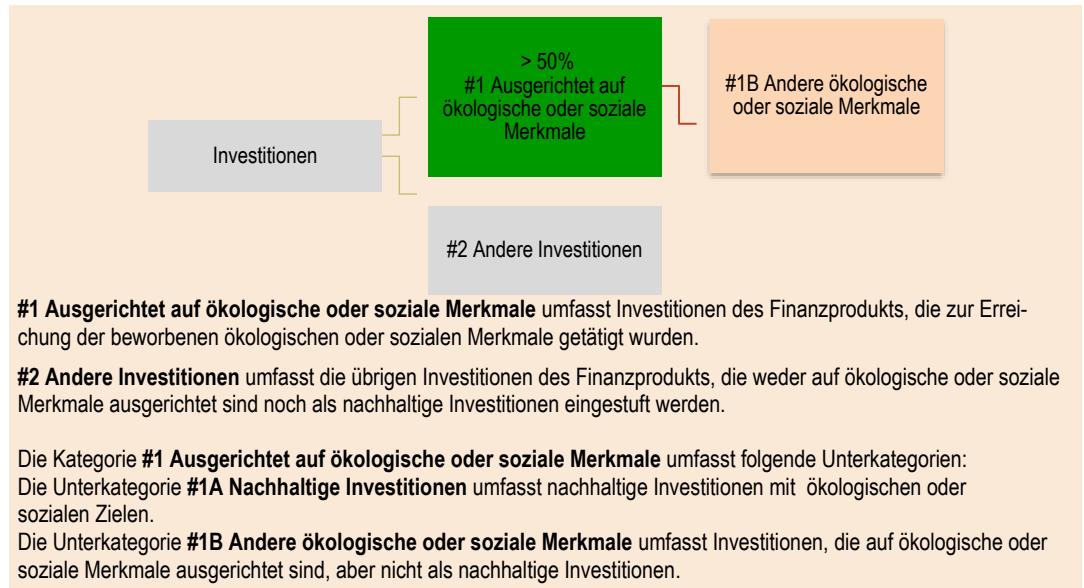 > 50%
#1 Ausgerichtet auf
ökologische oder soziale
Merkmale
#1B Andere ökologische
oder soziale Merkmale
Investitionen
#2 Andere Investitionen
#1 Ausgerichtet auf ökologische oder soziale Merkmale umfasst Investitionen des Finanzprodukts, die zur Errei-
chung der beworbenen ökologischen oder sozialen Merkmale getätigt wurden.
#2 Andere Investitionen umfasst die übrigen Investitionen des Finanzprodukts, die weder auf ökologische oder soziale
Merkmale ausgerichtet sind noch als nachhaltige Investitionen eingestuft werden.
Die Kategorie #1 Ausgerichtet auf ökologische oder soziale Merkmale umfasst folgende Unterkategorien:
Die Unterkategorie #1A Nachhaltige Investitionen umfasst nachhaltige Investitionen mit ökologischen oder
sozialen Zielen.
Die Unterkategorie #1B Andere ökologische oder soziale Merkmale umfasst Investitionen, die auf ökologische oder
soziale Merkmale ausgerichtet sind, aber nicht als nachhaltige Investitionen.